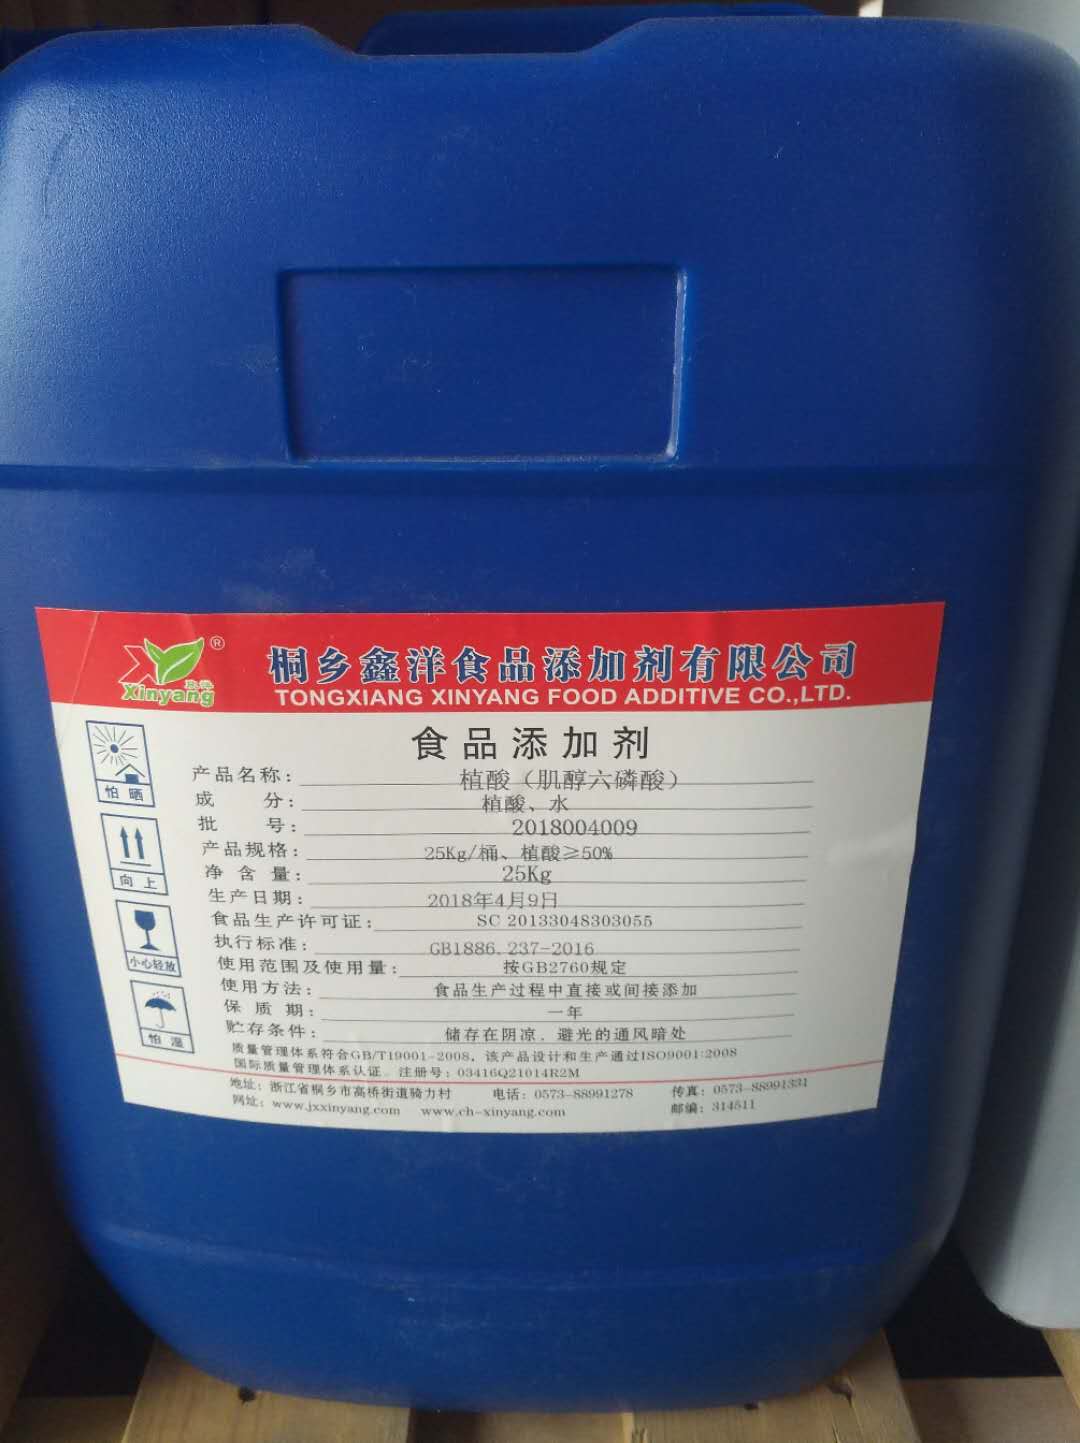 Xinyang ®
桐乡鑫洋食品添加剂有限公司
TONGXIANG XINYANG FOOD ADDITIVE CO.,LTD.
食品添加剂
怕晒
向上
小心轻放
怕湿
产品名称: 植酸（肌醇六磷酸）
成 分: 植酸、水
批 号: 2018004009
产品规格: 25Kg/桶、植酸≥50%
净 含 量: 25Kg
生产日期: 2018年4月9日
食品生产许可证: SC 20133048303055
执行标准: GB1886.237-2016
使用范围及使用量: 按GB2760规定
使用方法: 食品生产过程中直接或间接添加
保 质 期: 一年
贮存条件: 储存在阴凉、避光的通风暗处
质量管理体系符合GB/T19001-2008，该产品设计和生产通过ISO9001:2008
国际质量管理体系认证。注册号: 03416Q21014R2M
地址: 浙江省桐乡市高桥街道骑力村 电话: 0573-88991278 传真: 0573-88991331
网址: www.jxxinyang.com www.ch-xinyang.com 邮编: 314511